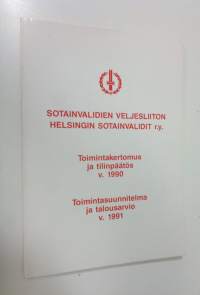 SOTAINVALIDIEN VELJESLIITON
HELSINGIN SOTAINVALIDIT r.y.
Toimintakertomus
ja tilinpäätös
v. 1990
Toimintasuunnitelma
ja talousarvio
v. 1991